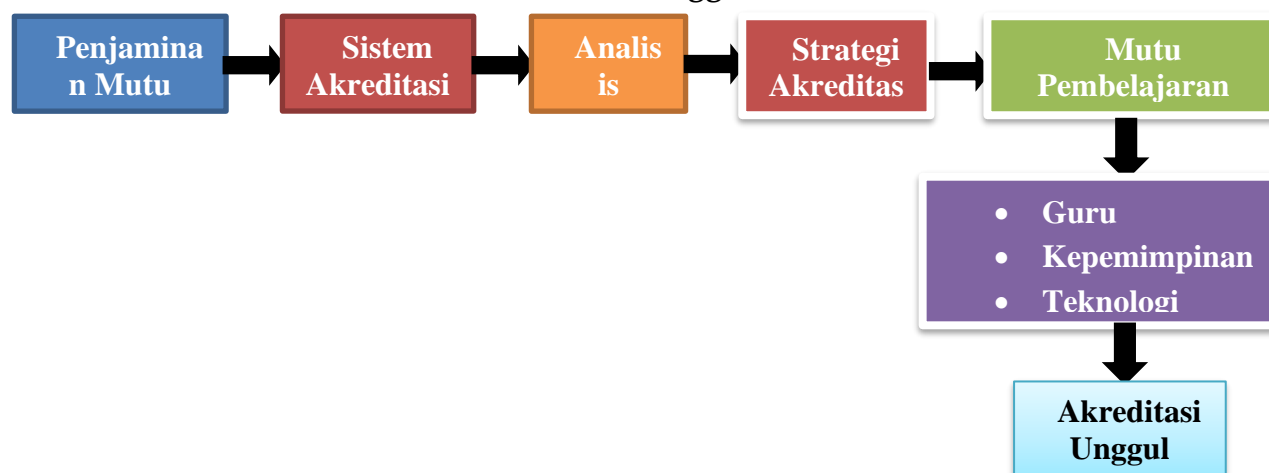 Penjamina
n Mutu
Sistem
Akreditasi
Analis
is
Strategi
Akreditas
Mutu
Pembelajaran
• Guru
• Kepemimpinan
• Teknologi
Akreditasi
Unggul